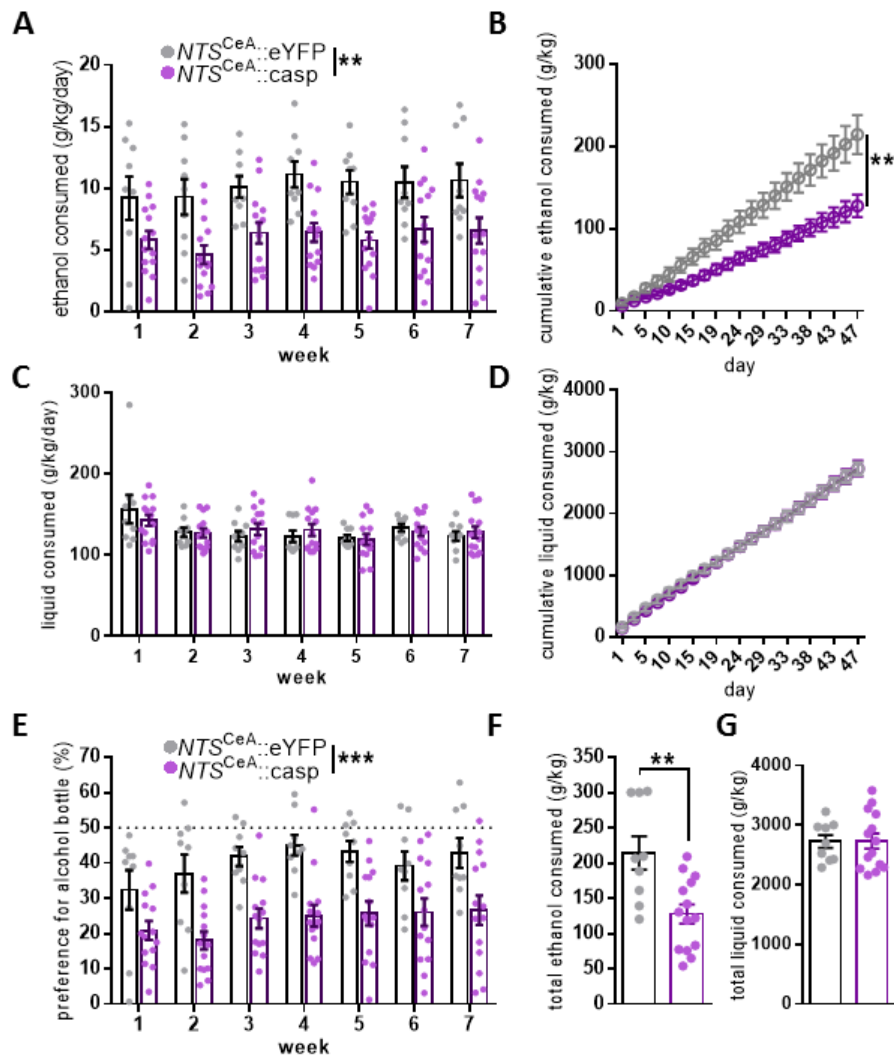 A
NTS^CeA::eYFP
NTS^CeA::casp
**
ethanol consumed (g/kg/day)
20
15
10
5
0
1 2 3 4 5 6 7
week
B
cumulative ethanol consumed (g/kg)
300
200
100
0
**
1 5 10 15 19 24 29 33 38 43 47
day
C
liquid consumed (g/kg/day)
300
200
100
0
1 2 3 4 5 6 7
week
D
cumulative liquid consumed (g/kg)
4000
3000
2000
1000
0
1 5 10 15 19 24 29 33 38 43 47
day
E
NTS^CeA::eYFP
NTS^CeA::casp
***
preference for alcohol bottle (%)
70
60
50
40
30
20
10
0
1 2 3 4 5 6 7
week
F
total ethanol consumed (g/kg)
350
300
250
200
150
100
50
0
**
G
total liquid consumed (g/kg)
4000
3000
2000
1000
0